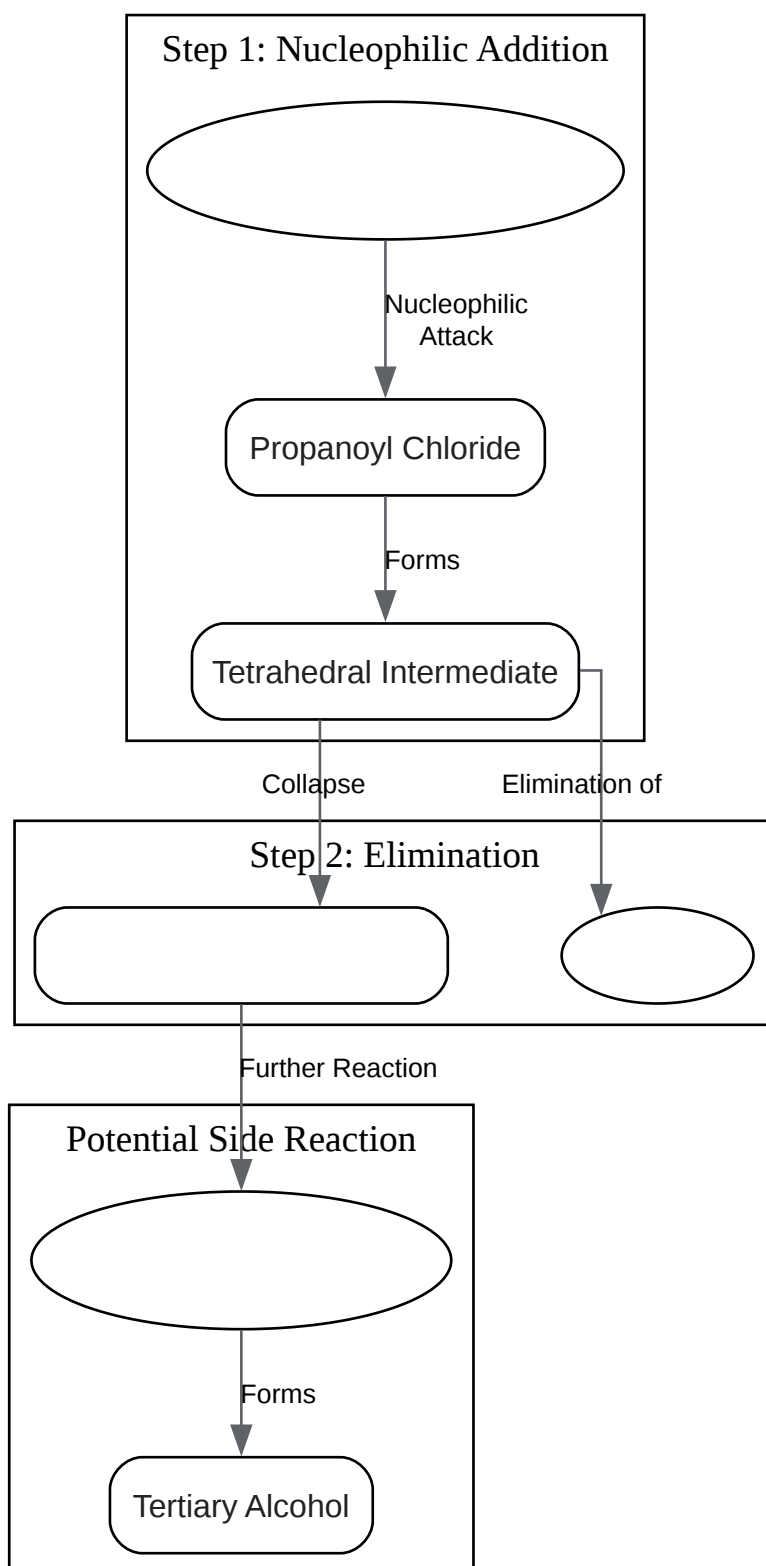 Step 1: Nucleophilic Addition
Nucleophilic
Attack
Propanoyl Chloride
Forms
Tetrahedral Intermediate
Collapse
Elimination of
Step 2: Elimination
Further Reaction
Potential Side Reaction
Forms
Tertiary Alcohol